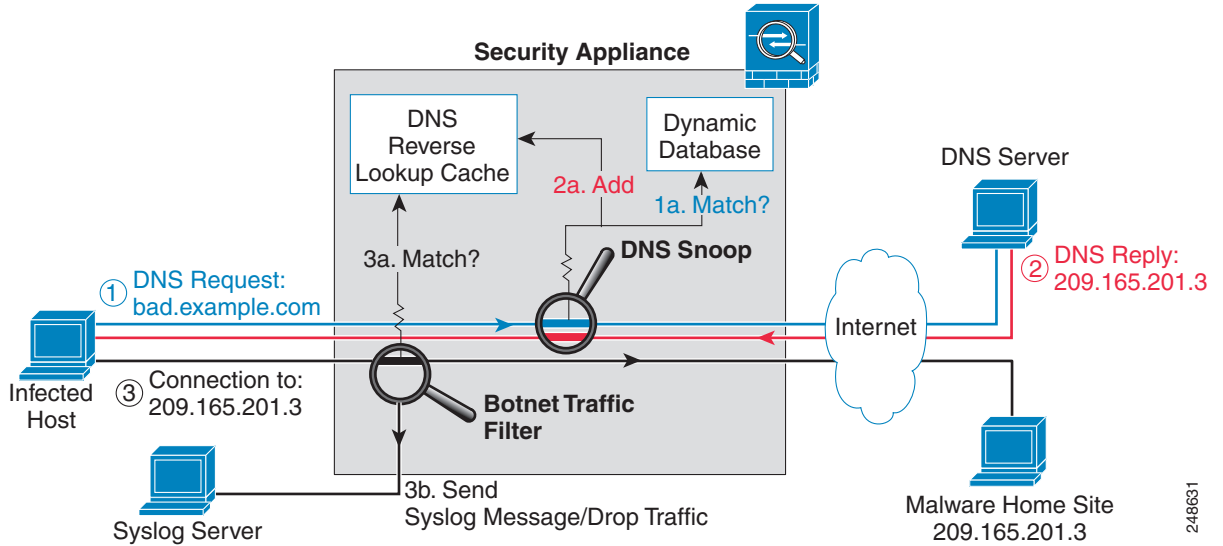 Security Appliance
DNS
Reverse
Lookup Cache
Dynamic
Database
DNS Server
2a. Add
1a. Match?
3a. Match?
DNS Snoop
1 DNS Request:
bad.example.com
2 DNS Reply:
209.165.201.3
Internet
Infected
Host
3 Connection to:
209.165.201.3
Botnet Traffic
Filter
3b. Send
Syslog Message/Drop Traffic
Syslog Server
Malware Home Site
209.165.201.3
248631